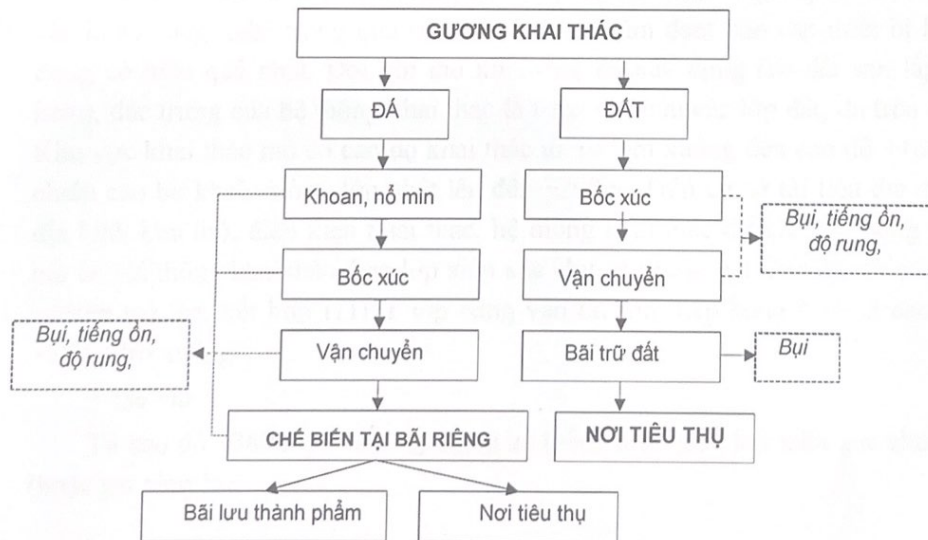 GƯƠNG KHAI THÁC
ĐÁ
ĐẤT
Khoan, nổ mìn
Bốc xúc
Bụi, tiếng ồn,
độ rung,
Bốc xúc
Vận chuyển
Bụi, tiếng ồn,
độ rung,
Vận chuyển
Bãi trữ đất
Bụi
CHẾ BIẾN TẠI BÃI RIÊNG
NƠI TIÊU THỤ
Bãi lưu thành phẩm
Nơi tiêu thụ